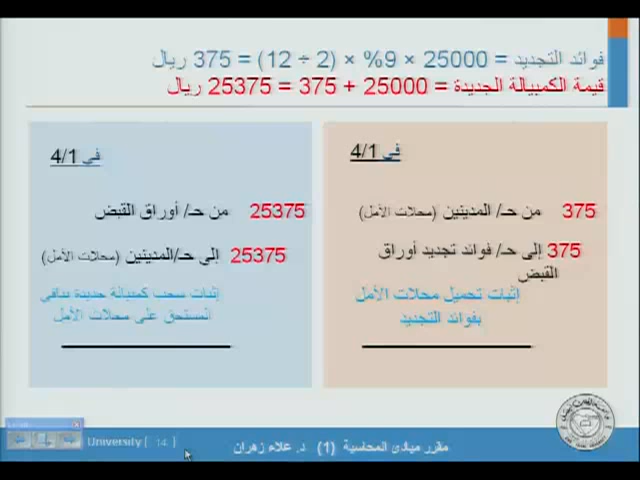 فوائد التجديد = 25000 × 9% × (2 ÷ 12) = 375 ريال
قيمة الكمبيالة الجديدة = 25000 + 375 = 25375 ريال
في 4/1
375 من حـ/ المدينين (محلات الأمل)
375 إلى حـ/ فوائد تجديد أوراق
القبض
إثبات تحميل محلات الأمل
بفوائد التجديد
في 4/1
25375 من حـ/ أوراق القبض
25375 إلى حـ/المدينين (محلات الأمل)
إثبات سحب كمبيالة جديدة بباقي
المستحق على محلات الأمل
مقرر مبادئ المحاسبة (1) د. علاء زهران
University [ 14 ]